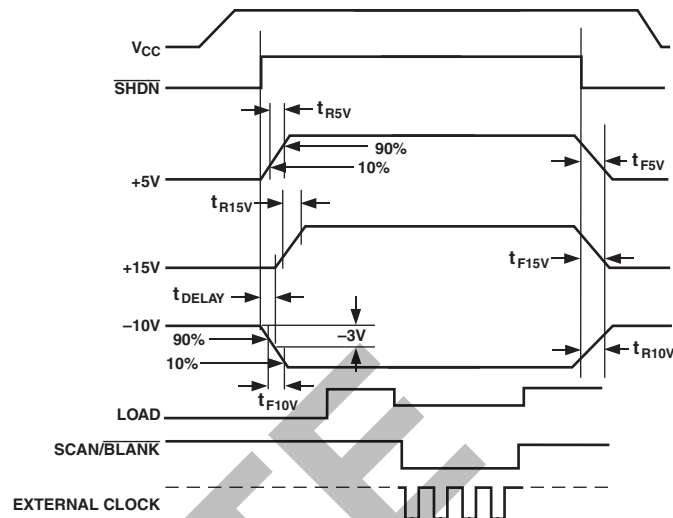 VCC
SHDN
tR5V
90%
10%
tF5V
+5V
tR15V
tF15V
+15V
tDELAY
–10V
90%
–3V
10%
tR10V
tF10V
LOAD
SCAN/BLANK
EXTERNAL CLOCK